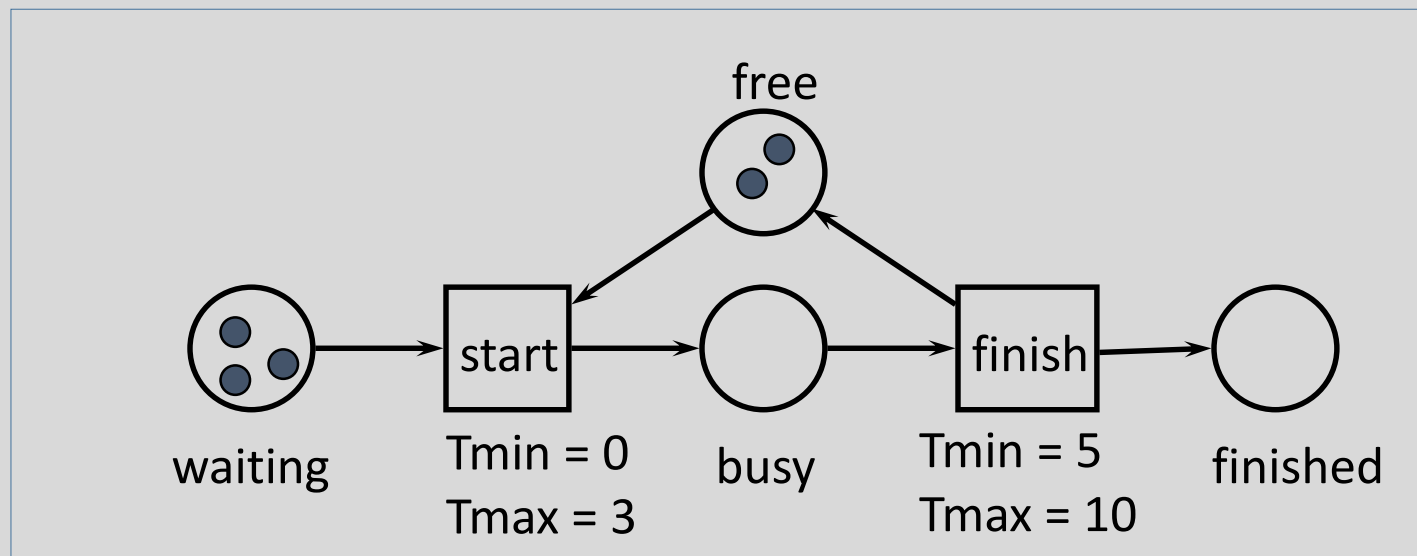 free
start
finish
waiting
Tmin = 0
Tmax = 3
busy
Tmin = 5
Tmax = 10
finished